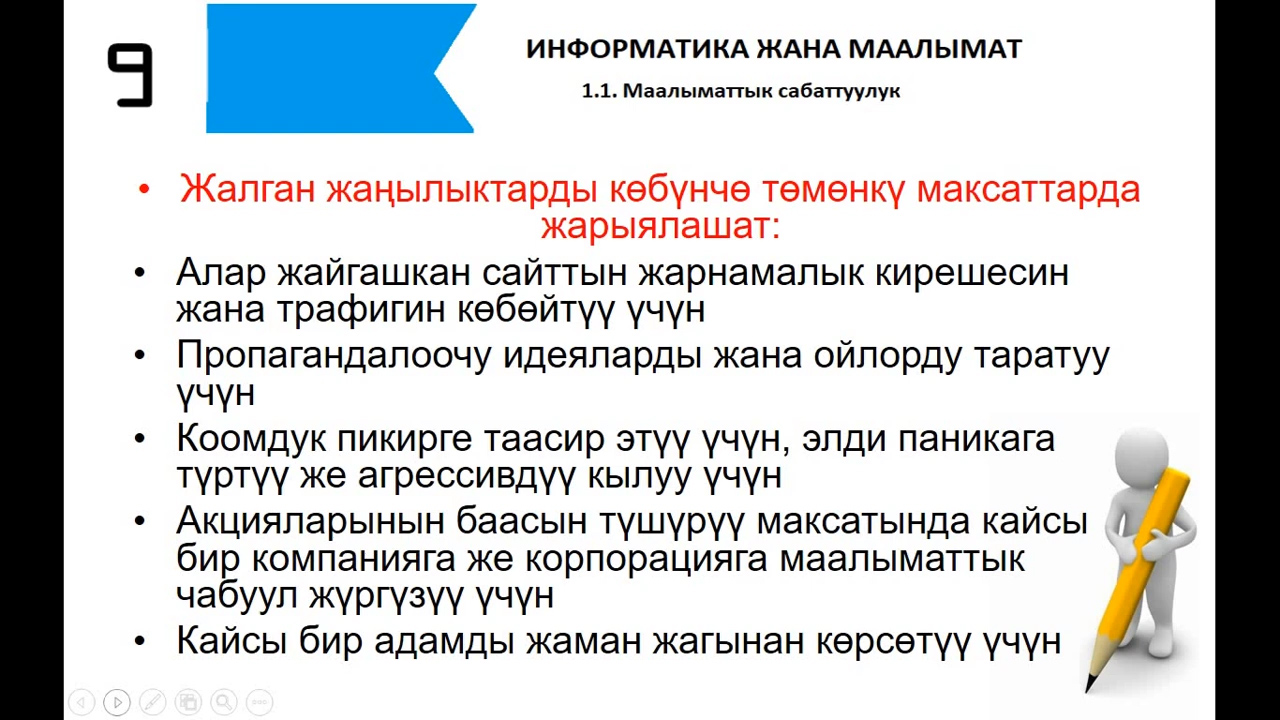 9
ИНФОРМАТИКА ЖАНА МААЛЫМАТ
1.1. Маалыматтык сабаттуулук
• Жалган жаңылыктарды көбүнчө төмөнкү максаттарда
жарыялашат:
• Алар жайгашкан сайттын жарнамалык кирешесин
жана трафигин көбөйтүү үчүн
• Пропагандалоочу идеяларды жана ойлорду таратуу
үчүн
• Коомдук пикирге таасир этүү үчүн, элди паникага
түртүү же агрессивдүү кылуу үчүн
• Акцияларынын баасын түшүрүү максатында кайсы
бир компанияга же корпорацияга маалыматтык
чабуул жүргүзүү үчүн
• Кайсы бир адамды жаман жагынан көрсөтүү үчүн